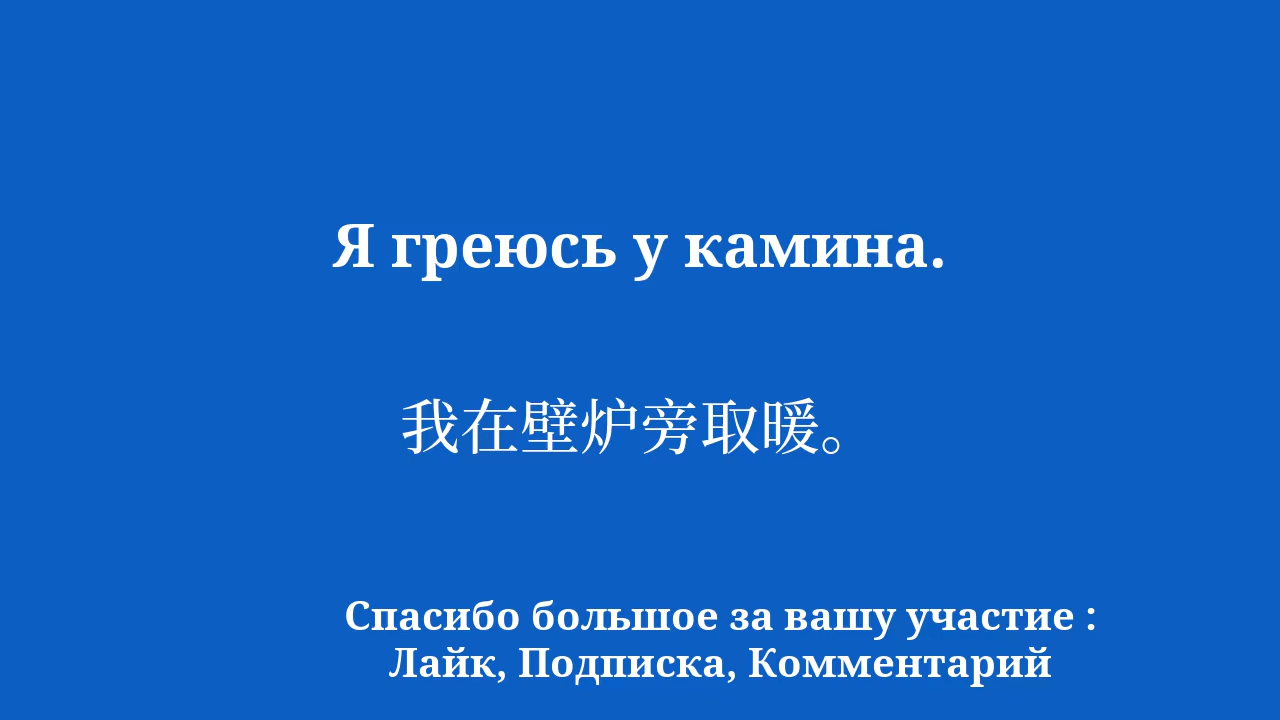 Я греюсь у камина.
我在壁炉旁取暖。
Спасибо большое за вашу участие :
Лайк, Подписка, Комментарий